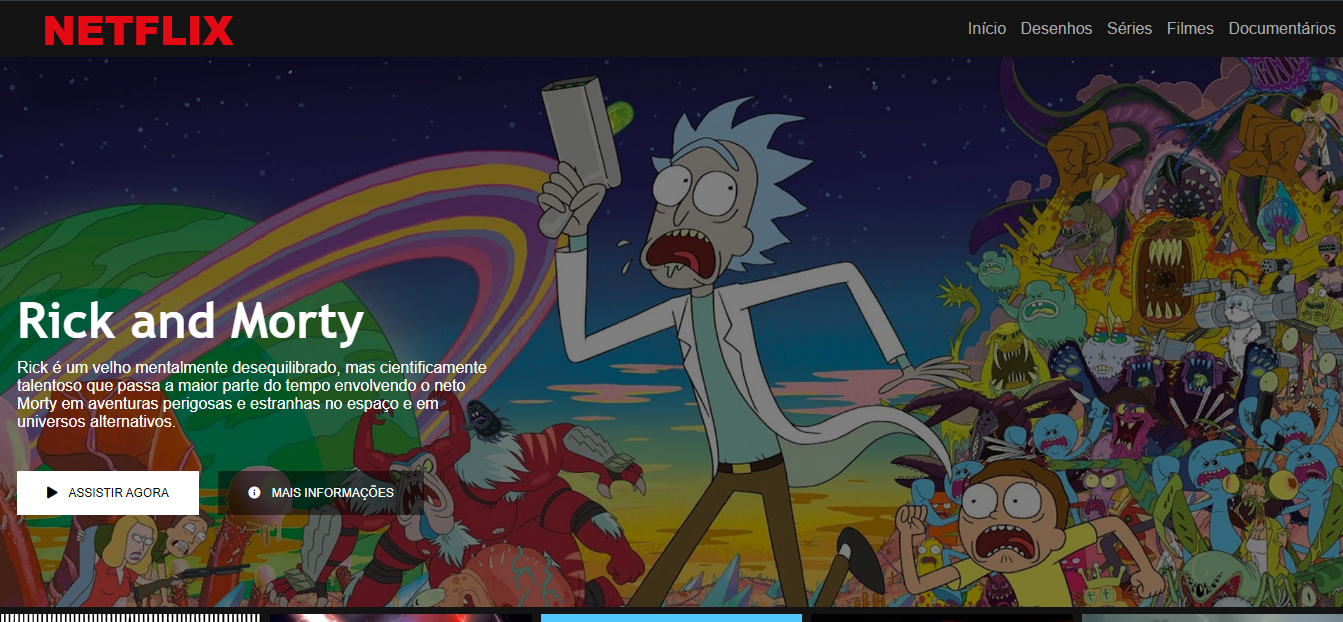 NETFLIX
Início Desenhos Séries Filmes Documentários
Rick and Morty
Rick é um velho mentalmente desequilibrado, mas cientificamente
talentoso que passa a maior parte do tempo envolvendo o neto
Morty em aventuras perigosas e estranhas no espaço e em
universos alternativos.
ASSISTIR AGORA
MAIS INFORMAÇÕES